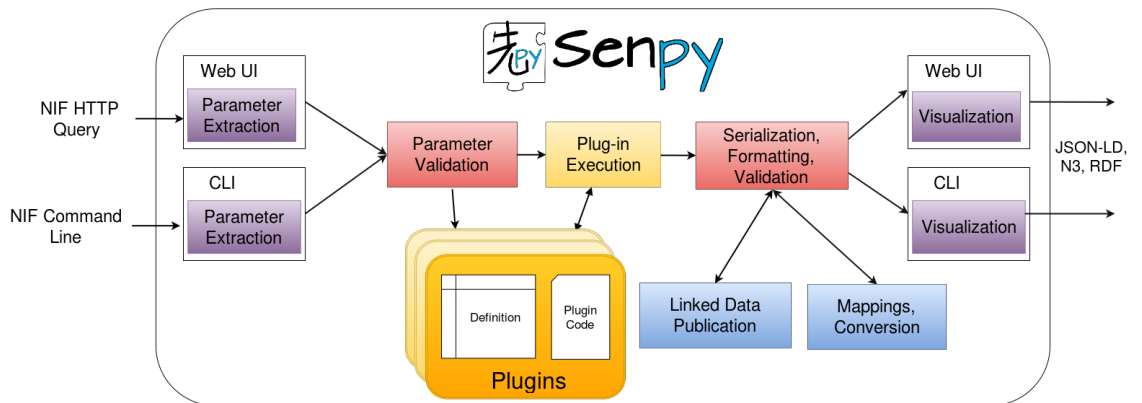 先
py
senpy
NIF HTTP
Query
Web UI
Parameter
Extraction
NIF Command
Line
CLI
Parameter
Extraction
Parameter
Validation
Plug-in
Execution
Serialization,
Formatting,
Validation
Web UI
Visualization
CLI
Visualization
JSON-LD,
N3, RDF
Definition
Plugin
Code
Plugins
Linked Data
Publication
Mappings,
Conversion